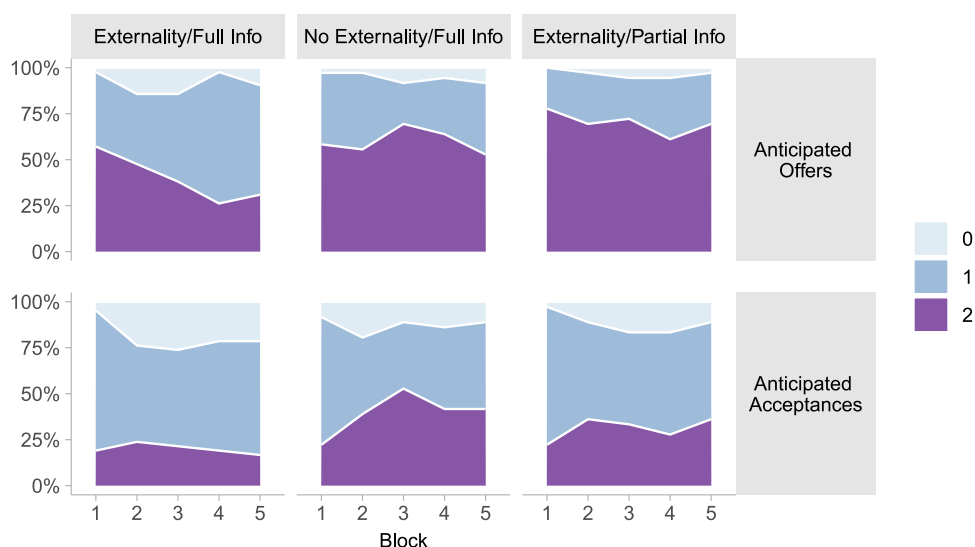 Externality/Full Info
No Externality/Full Info
Externality/Partial Info
100%
75%
50%
25%
0%
Anticipated
Offers
100%
75%
50%
25%
0%
Anticipated
Acceptances
1 2 3 4 5
1 2 3 4 5
1 2 3 4 5
Block
0
1
2